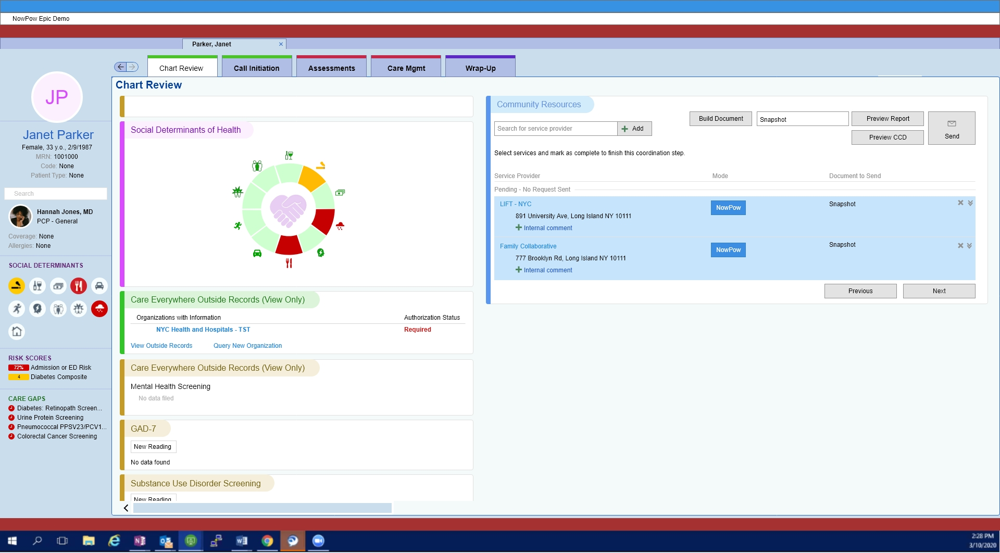 NowPow Epic Demo
Parker, Janet
Chart Review
Call Initiation
Assessments
Care Mgmt
Wrap-Up
JP
Janet Parker
Female, 33 y.o., 2/9/1987
MRN: 1001000
Code: None
Patient Type: None
Search
Hannah Jones, MD
PCP - General
Coverage: None
Allergies: None
SOCIAL DETERMINANTS
RISK SCORES
72% Admission or ED Risk
4 Diabetes Composite
CARE GAPS
Diabetes: Retinopath Screen...
Urine Protein Screening
Pneumococcal PPSV23/PCV1...
Colorectal Cancer Screening
Chart Review
Social Determinants of Health
Care Everywhere Outside Records (View Only)
Organizations with Information Authorization Status
NYC Health and Hospitals - TST Required
View Outside Records Query New Organization
Care Everywhere Outside Records (View Only)
Mental Health Screening
No data filed
GAD-7
New Reading
No data found
Substance Use Disorder Screening
New Reading
Community Resources
Search for service provider
Add
Build Document
Snapshot
Preview Report
Preview CCD
Send
Select services and mark as complete to finish this coordination step.
Service Provider Mode Document to Send
Pending - No Request Sent
LIFT - NYC NowPow Snapshot
891 University Ave, Long Island NY 10111
Internal comment
Family Collaborative NowPow Snapshot
777 Brooklyn Rd, Long Island NY 10111
Internal comment
Previous
Next
2:28 PM
3/10/2020